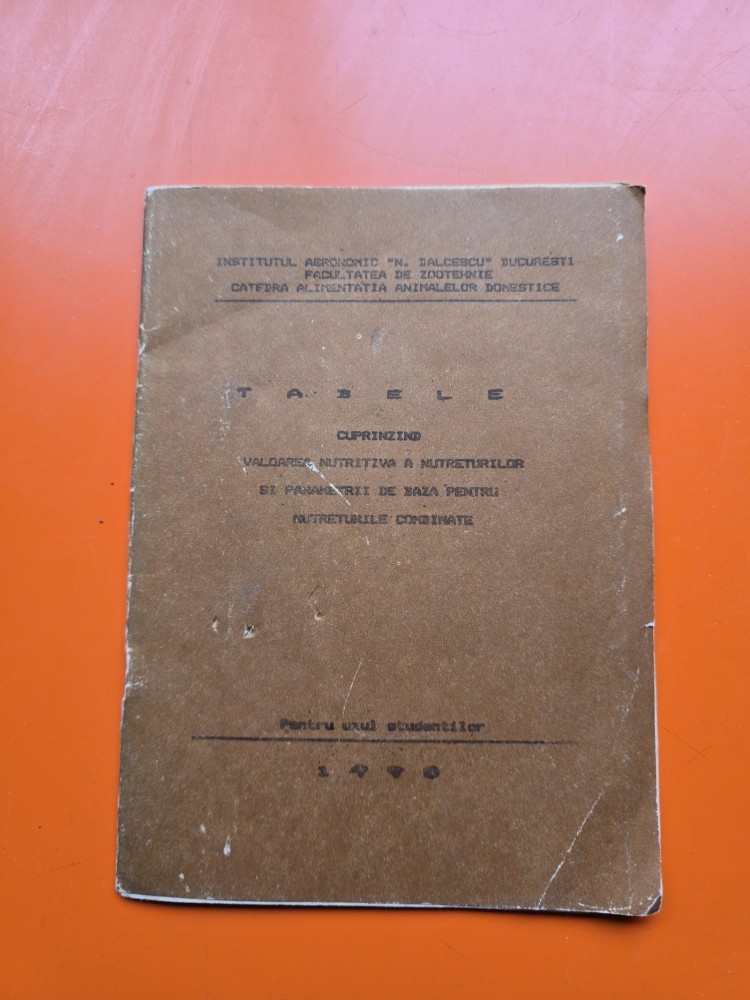 INSTITUTUL AGRONOMIC "N. BALCESCU" BUCURESTI
FACULTATEA DE ZOOTEHNIE
CATEDRA ALIMENTATIA ANIMALELOR DOMESTICE
T A B E L E
CUPRINZIND
VALOAREA NUTRITIVA A NUTRETURILOR
SI PARAMETRII DE BAZA PENTRU
NUTRETURILE COMBINATE
Pentru uzul studentilor
1990